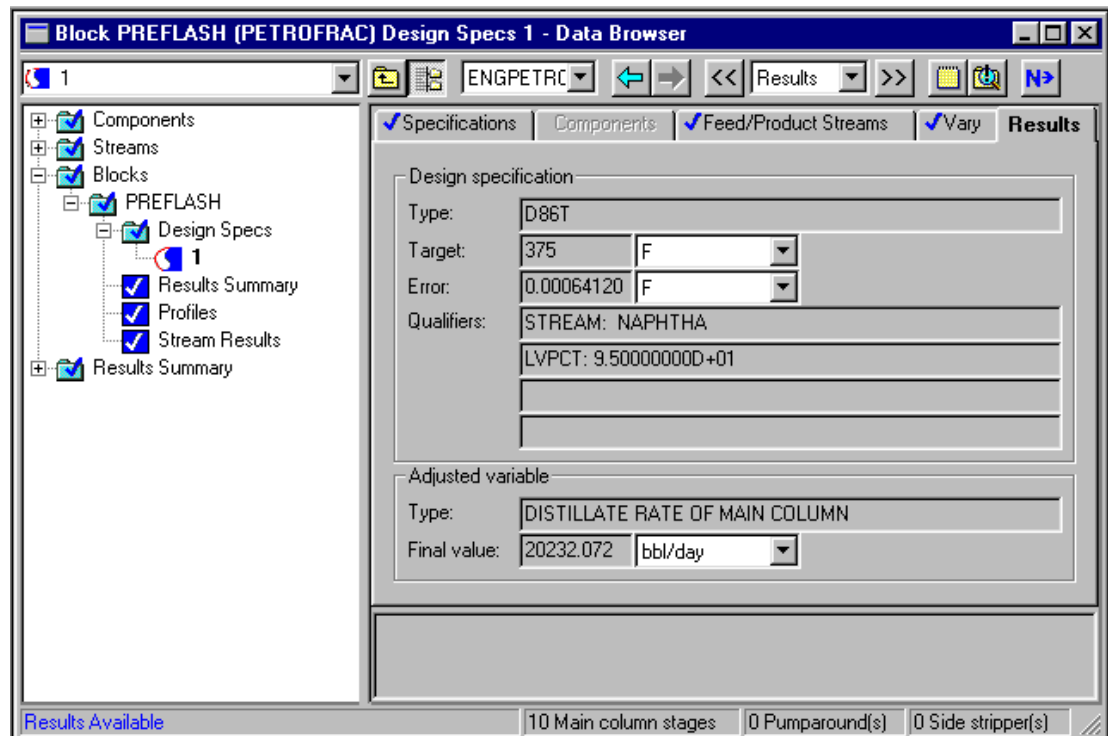 Block PREFLASH (PETROFRAC) Design Specs 1 - Data Browser
1
ENGPETRC
<<
Results
>>
N
Components
Streams
Blocks
PREFLASH
Design Specs
1
Results Summary
Profiles
Stream Results
Results Summary
Specifications
Components
Feed/Product Streams
Vary
Results
Design specification
Type: D86T
Target: 375 F
Error: 0.00064120 F
Qualifiers: STREAM: NAPHTHA
LVPCT: 9.50000000D+01
Adjusted variable
Type: DISTILLATE RATE OF MAIN COLUMN
Final value: 20232.072 bbl/day
Results Available
10 Main column stages
0 Pumparound(s)
0 Side stripper(s)